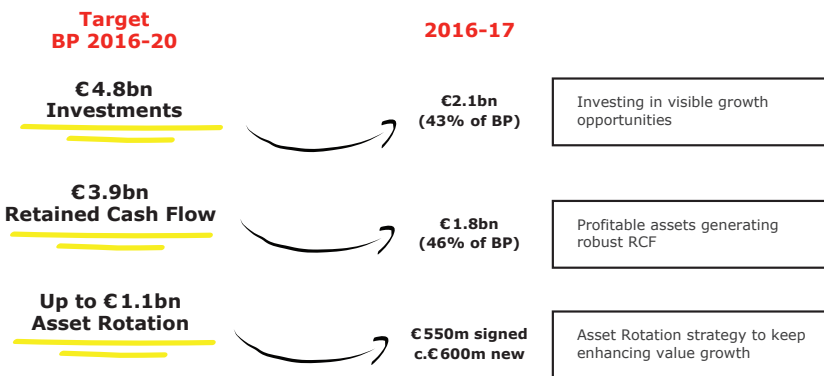 Target
BP 2016-20
2016-17
€4.8bn
Investments
€2.1bn
(43% of BP)
Investing in visible growth
opportunities
€3.9bn
Retained Cash Flow
€1.8bn
(46% of BP)
Profitable assets generating
robust RCF
Up to €1.1bn
Asset Rotation
€550m signed
c.€600m new
Asset Rotation strategy to keep
enhancing value growth